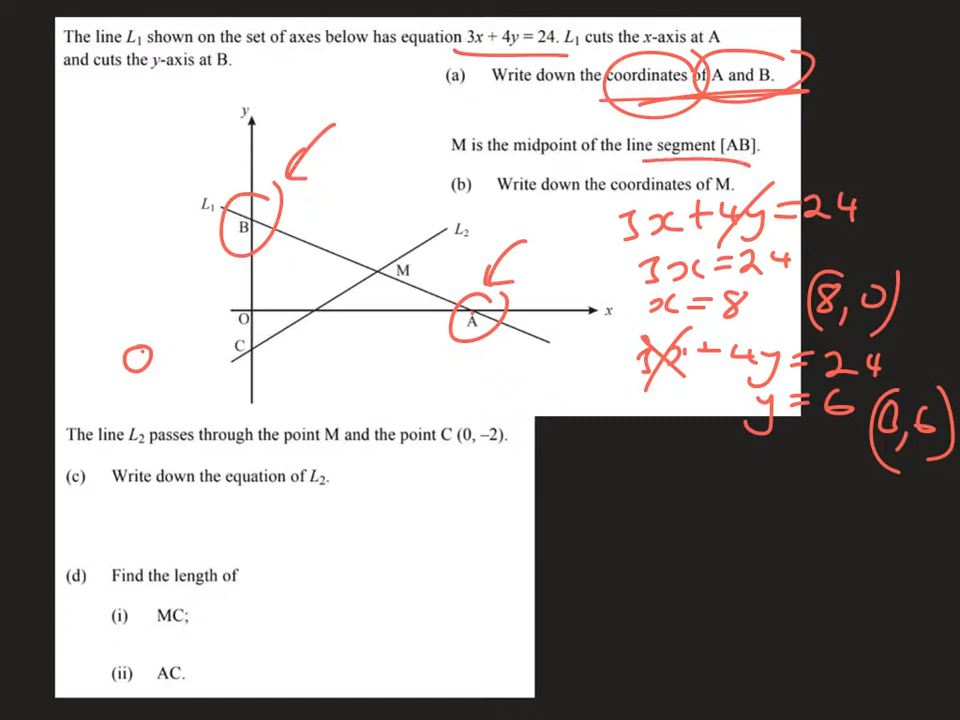 The line L₁ shown on the set of axes below has equation 3x + 4y = 24. L₁ cuts the x-axis at A
and cuts the y-axis at B.
(a) Write down the coordinates of A and B.
M is the midpoint of the line segment [AB].
(b) Write down the coordinates of M.
y
L₁
B
L₂
M
O
A
x
C
3x + 4y = 24
3x = 24
x = 8 (8, 0)
3x + 4y = 24
y = 6 (0, 6)
The line L₂ passes through the point M and the point C (0, –2).
(c) Write down the equation of L₂.
(d) Find the length of
(i) MC;
(ii) AC.